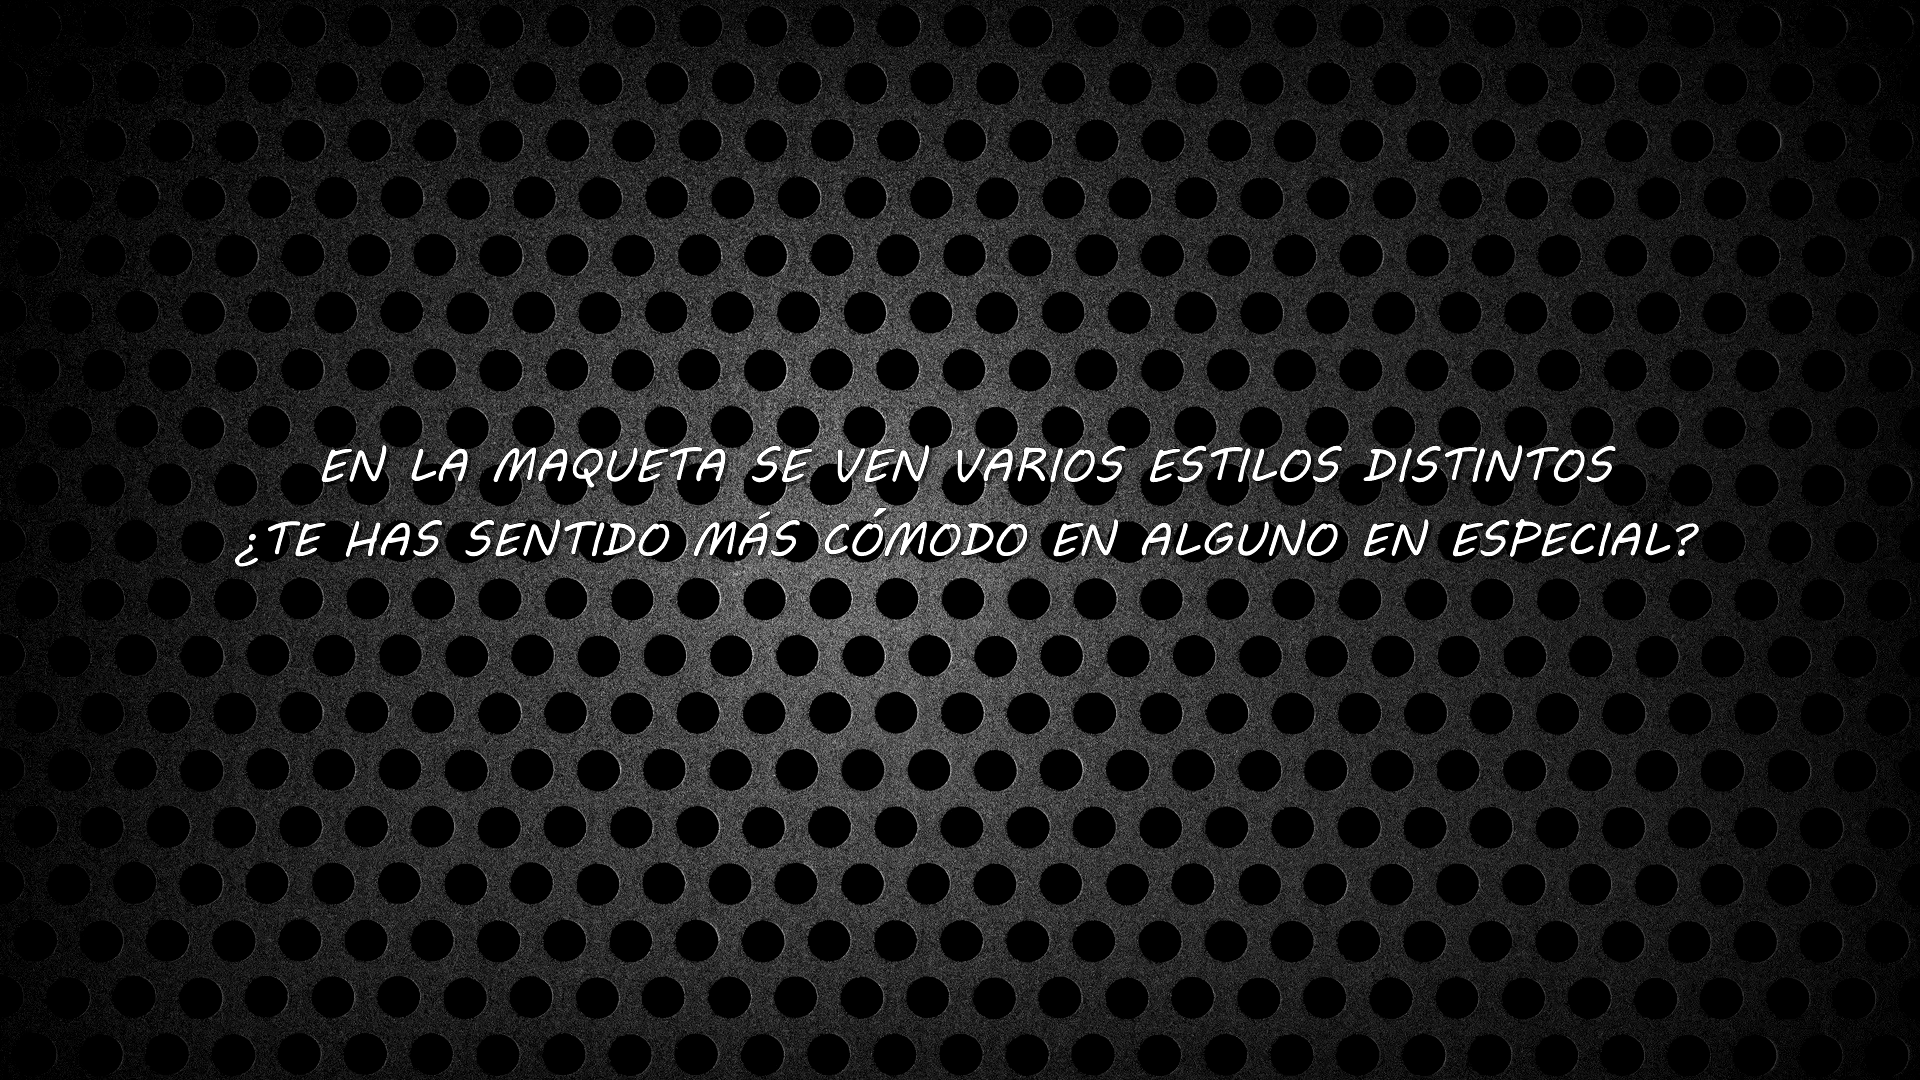 EN LA MAQUETA SE VEN VARIOS ESTILOS DISTINTOS
¿TE HAS SENTIDO MÁS CÓMODO EN ALGUNO EN ESPECIAL?